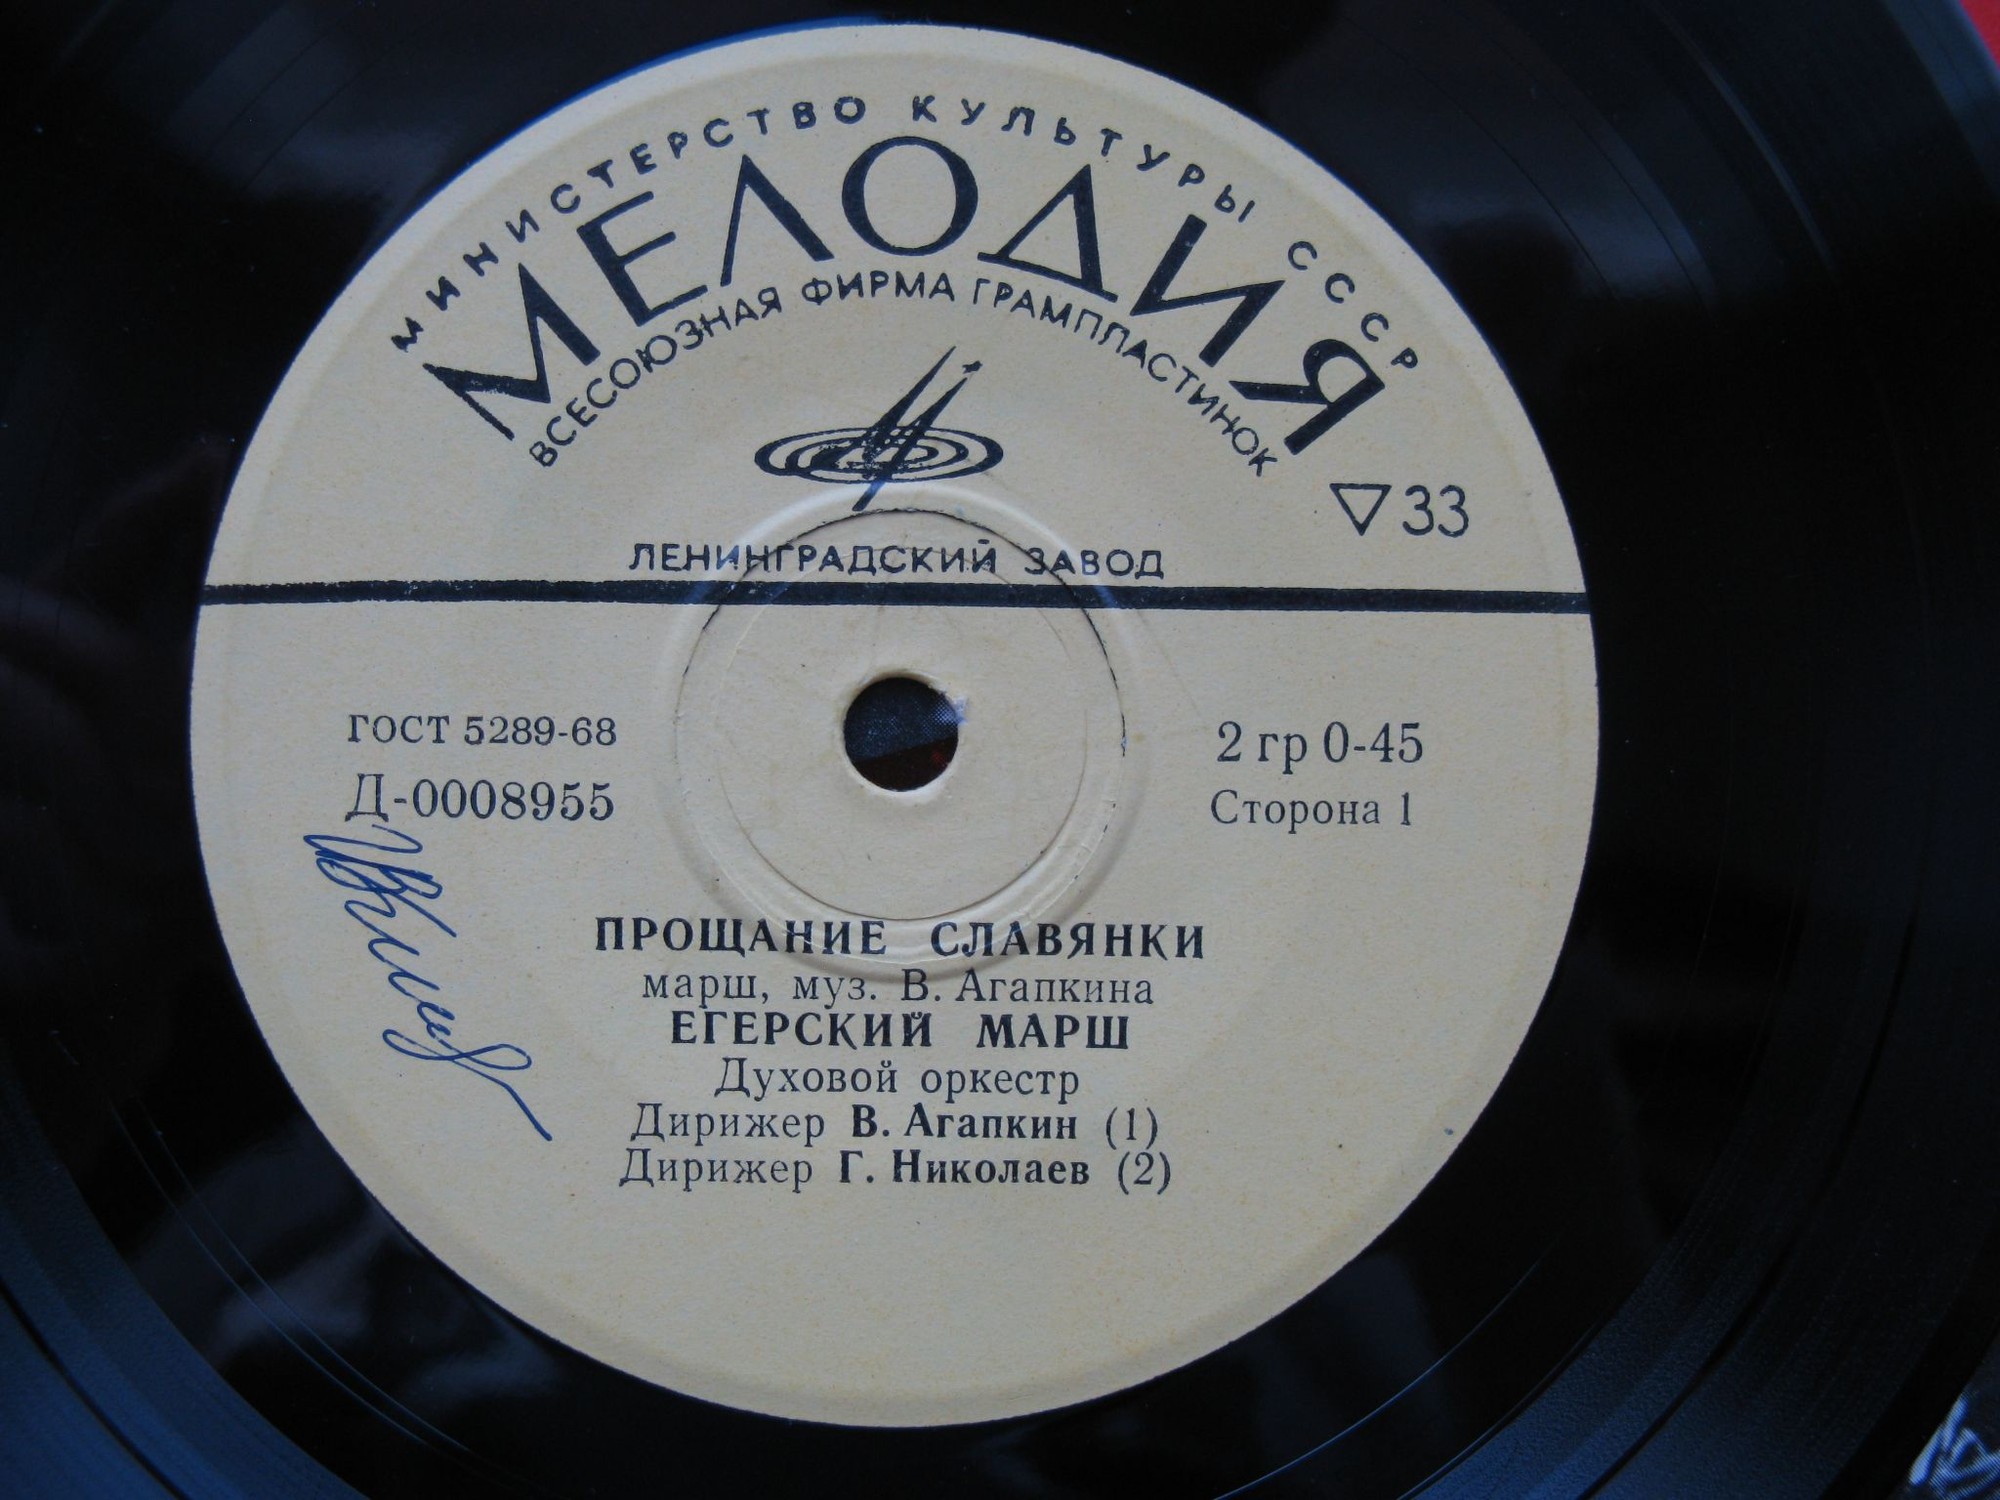 МИНИСТЕРСТВО КУЛЬТУРЫ СССР
МЕЛОДИЯ
ВСЕСОЮЗНАЯ ФИРМА ГРАМПЛАСТИНОК
33
ЛЕНИНГРАДСКИЙ ЗАВОД
ГОСТ 5289-68
Д-0008955
2 гр 0-45
Сторона 1
ПРОЩАНИЕ СЛАВЯНКИ
марш, муз. В. Агапкина
ЕГЕРСКИЙ МАРШ
Духовой оркестр
Дирижер В. Агапкин (1)
Дирижер Г. Николаев (2)